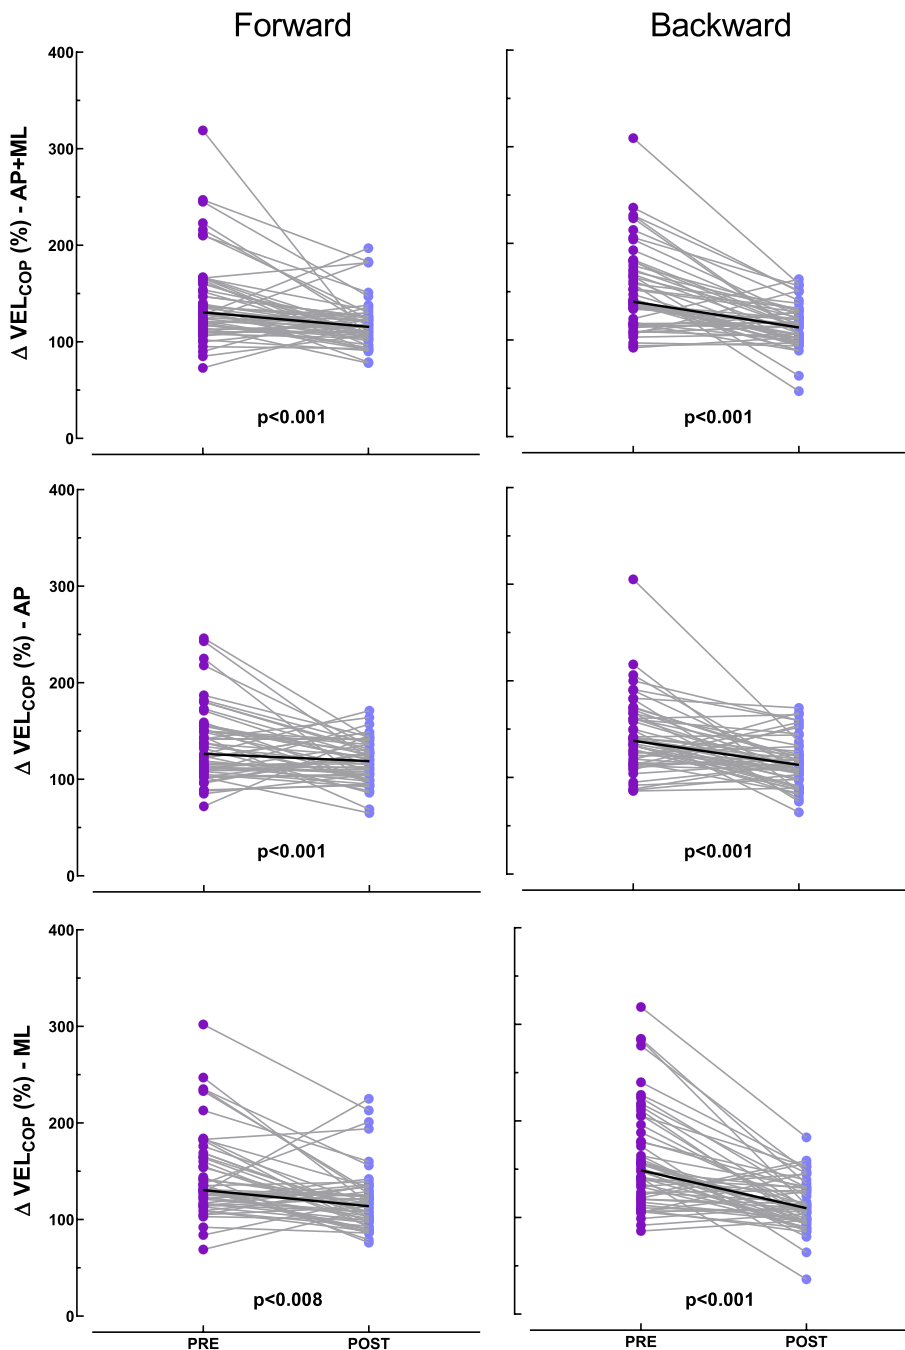 Forward
Backward
Δ VELCOP (%) - AP+ML
400
300
200
100
0
p<0.001
p<0.001
Δ VELCOP (%) - AP
400
300
200
100
0
p<0.001
p<0.001
Δ VELCOP (%) - ML
400
300
200
100
0
p<0.008
p<0.001
PRE
POST
PRE
POST